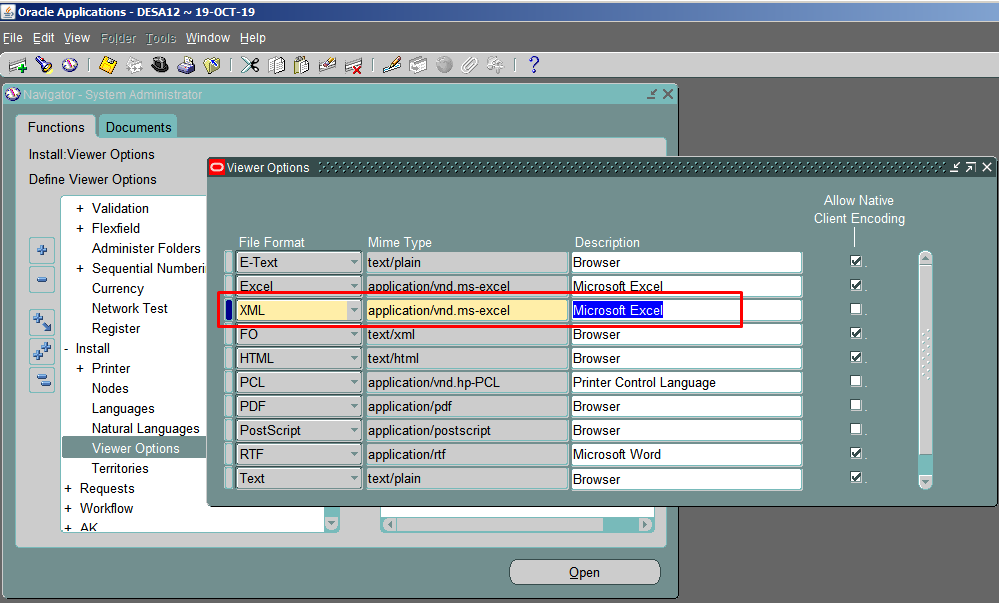 Oracle Applications - DESA12 ~ 19-OCT-19
File Edit View Folder Tools Window Help
Navigator - System Administrator
Functions Documents
Install:Viewer Options
Define Viewer Options
+ Validation
+ Flexfield
Administer Folders
+ Sequential Numberi
Currency
Network Test
Register
- Install
+ Printer
Nodes
Languages
Natural Languages
Viewer Options
Territories
+ Requests
+ Workflow
+ AK
Open
Viewer Options
Allow Native
Client Encoding
File Format Mime Type Description
E-Text text/plain Browser
Excel application/vnd.ms-excel Microsoft Excel
XML application/vnd.ms-excel Microsoft Excel
FO text/xml Browser
HTML text/html Browser
PCL application/vnd.hp-PCL Printer Control Language
PDF application/pdf Browser
PostScript application/postscript Browser
RTF application/rtf Microsoft Word
Text text/plain Browser